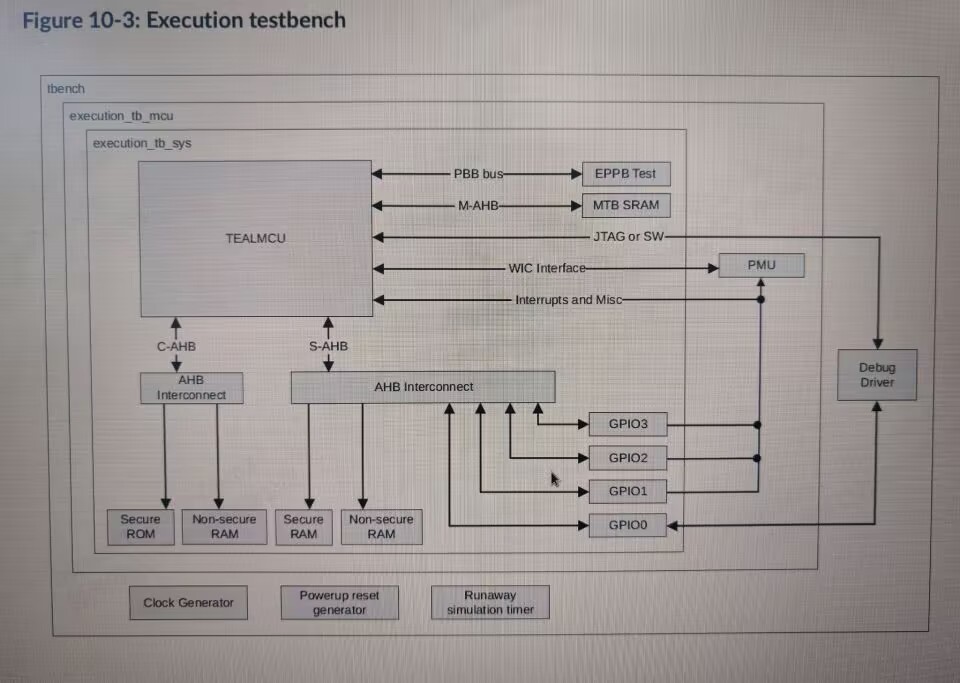 Figure 10-3: Execution testbench
tbench
execution_tb_mcu
execution_tb_sys
TEALMCU
PBB bus
EPPB Test
M-AHB
MTB SRAM
JTAG or SW
WIC Interface
PMU
Interrupts and Misc
C-AHB
S-AHB
AHB
Interconnect
AHB Interconnect
Debug
Driver
GPIO3
GPIO2
GPIO1
GPIO0
Secure
ROM
Non-secure
RAM
Secure
RAM
Non-secure
RAM
Clock Generator
Powerup reset
generator
Runaway
simulation timer